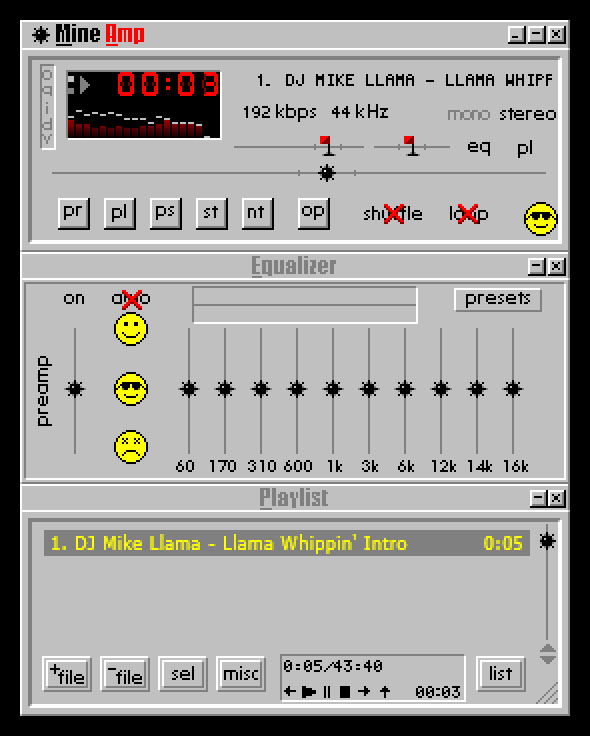 Mine Amp
o a i d v
00:03
1. DJ MIKE LLAMA - LLAMA WHIPP
192 kbps 44 kHz mono stereo
eq pl
pr pl ps st nt op shuffle loop
Equalizer
on auto presets
preamp
60 170 310 600 1k 3k 6k 12k 14k 16k
Playlist
1. DJ Mike Llama - Llama Whippin' Intro 0:05
+file -file sel misc 0:05/43:40 list
00:03